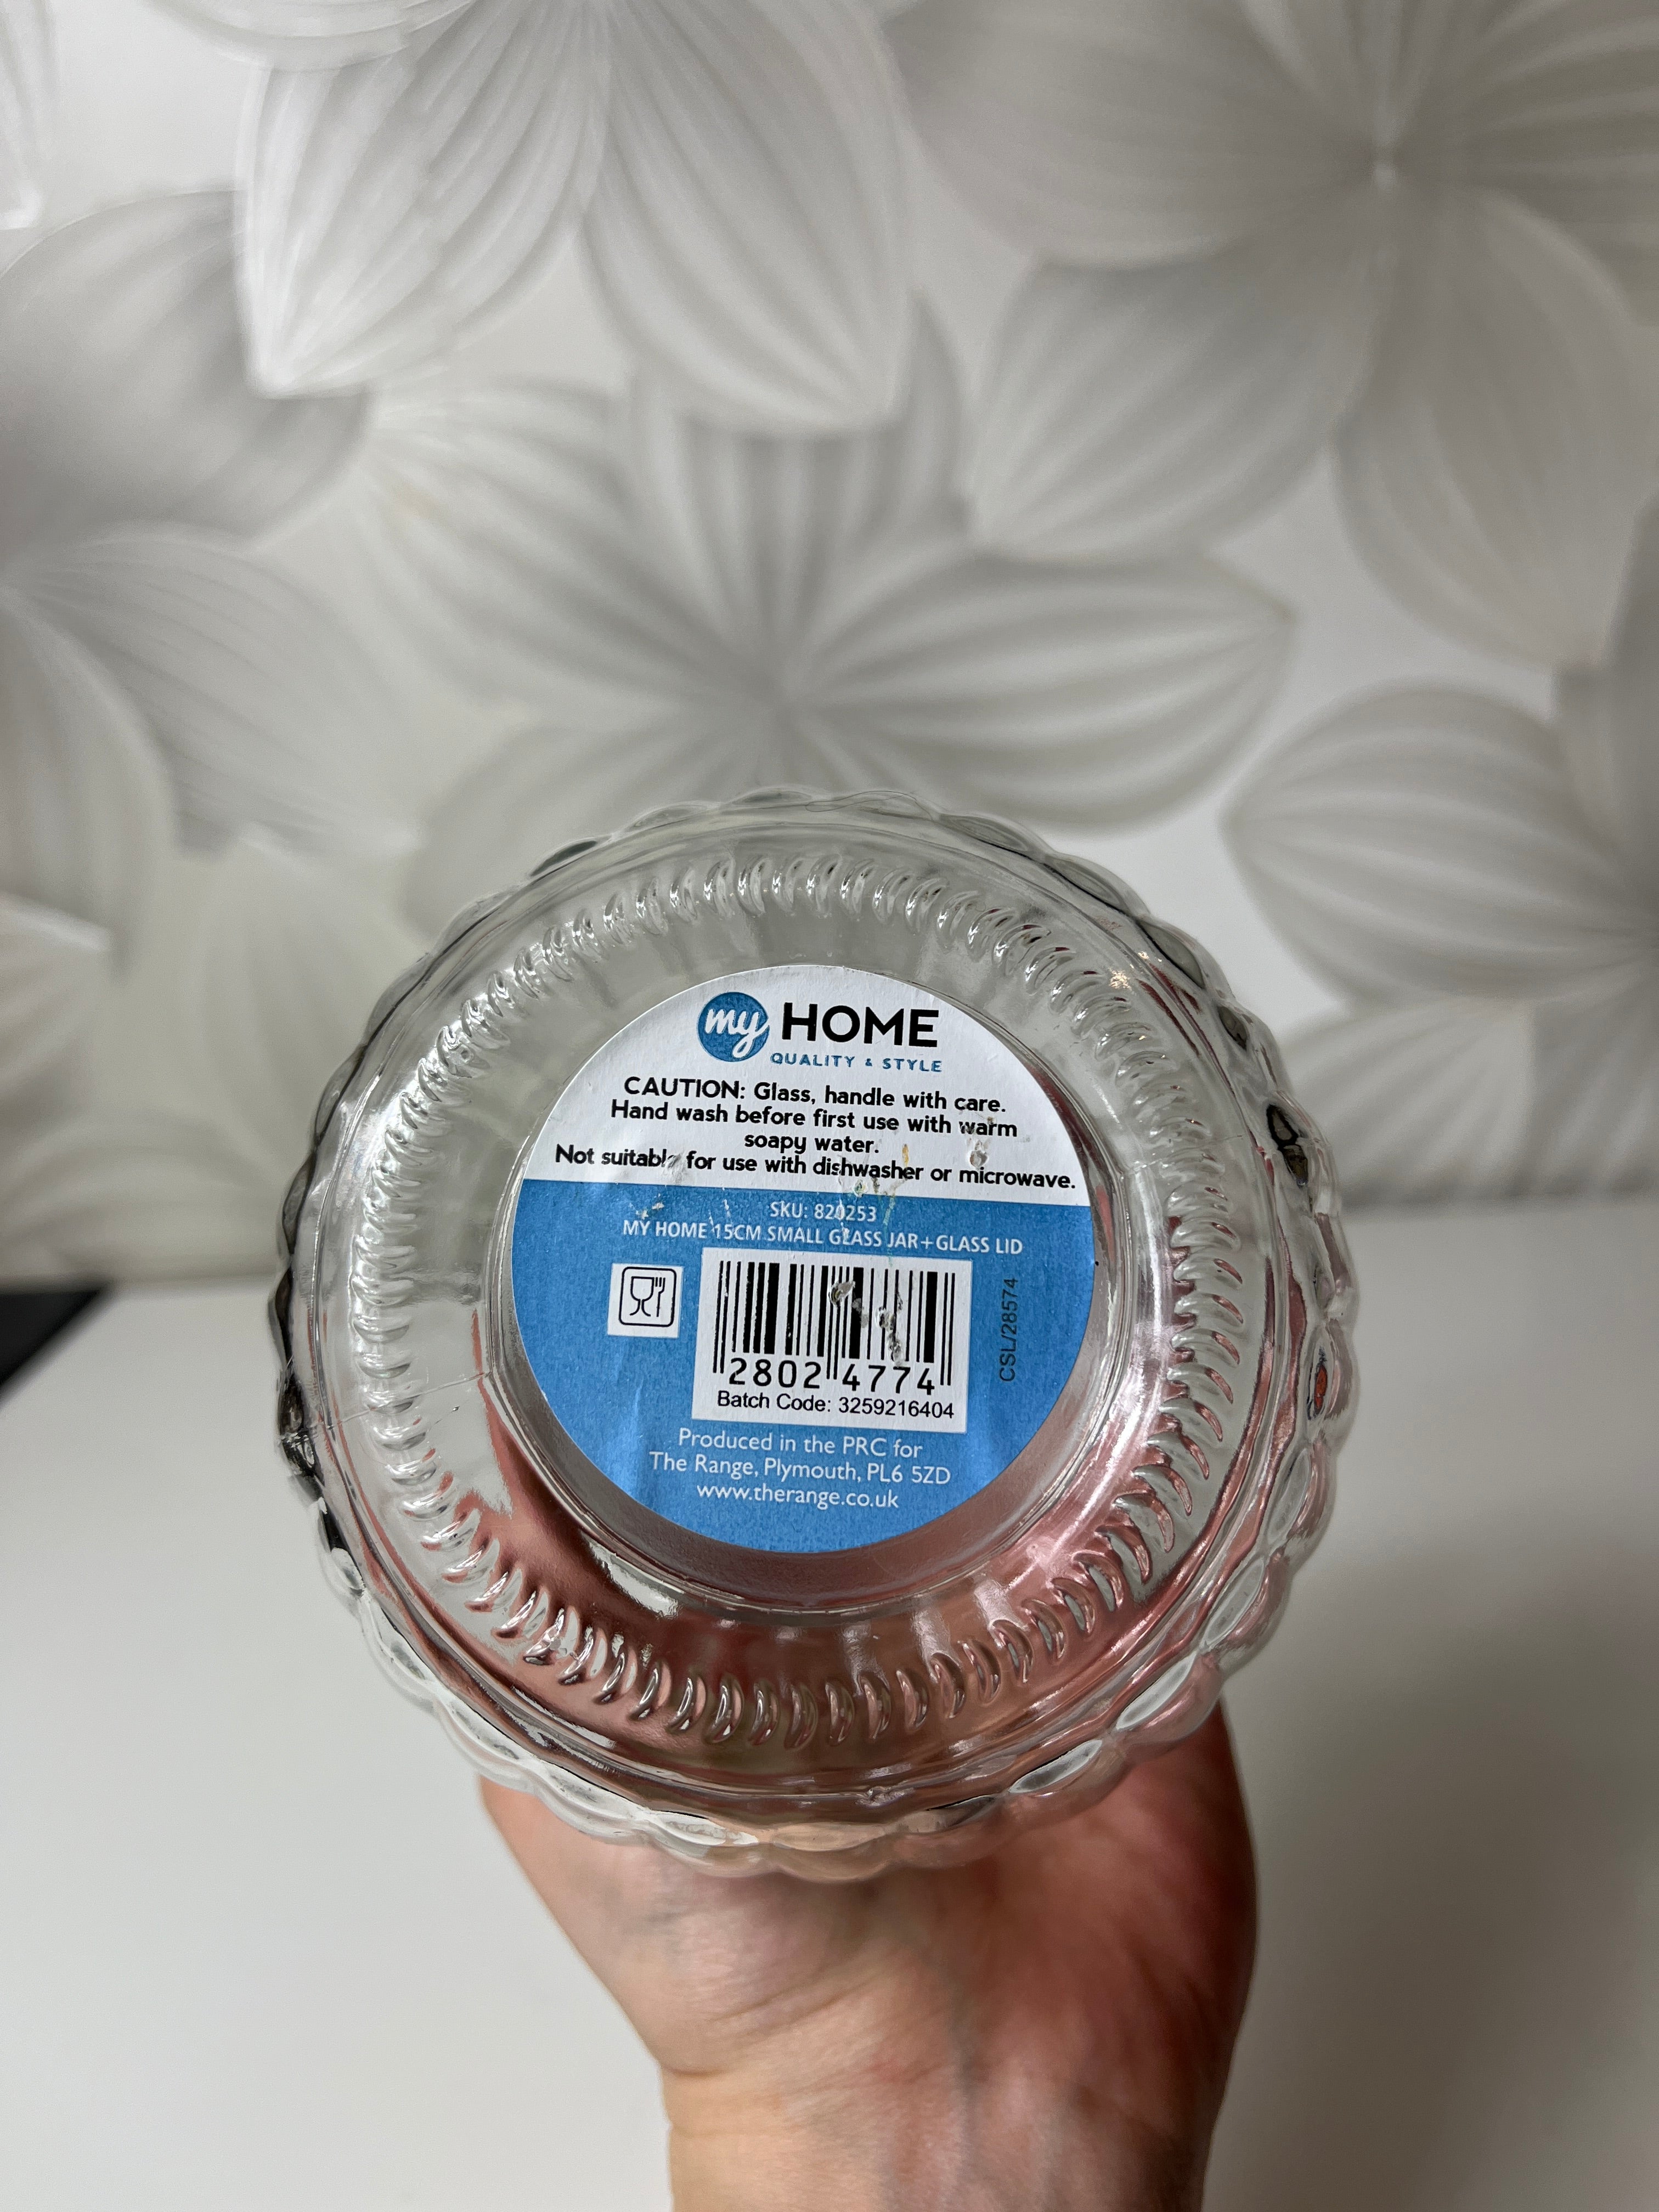 my HOME
QUALITY & STYLE
CAUTION: Glass, handle with care.
Hand wash before first use with warm
soapy water.
Not suitable for use with dishwasher or microwave.
SKU: 820253
MY HOME 15CM SMALL GLASS JAR+GLASS LID
28024774
Batch Code: 3259216404
CSL/28574
Produced in the PRC for
The Range, Plymouth, PL6 5ZD
www.therange.co.uk